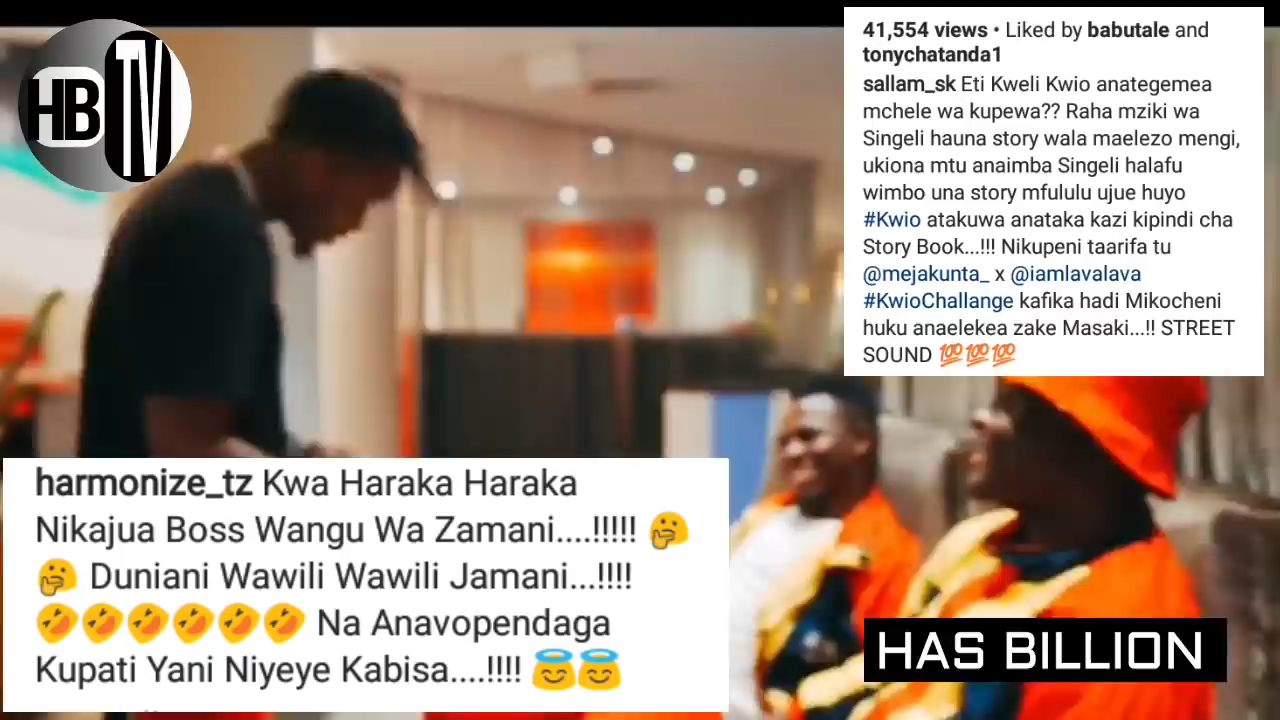 HB TV
41,554 views • Liked by babutale and
tonychatanda1
sallam_sk Eti Kweli Kwio anategemea
mchele wa kupewa?? Raha mziki wa
Singeli hauna story wala maelezo mengi,
ukiona mtu anaimba Singeli halafu
wimbo una story mfululu ujue huyo
#Kwio atakuwa anataka kazi kipindi cha
Story Book...!!! Nikupeni taarifa tu
@mejakunta_ x @iamlavalava
#KwioChallange kafika hadi Mikocheni
huku anaelekea zake Masaki...!! STREET
SOUND 💯💯💯
harmonize_tz Kwa Haraka Haraka
Nikajua Boss Wangu Wa Zamani....!!!!! 🤔
🤔 Duniani Wawili Wawili Jamani...!!!!
🤣🤣🤣🤣🤣🤣 Na Anavopendaga
Kupati Yani Niyeye Kabisa....!!!! 😇😇
HAS BILLION